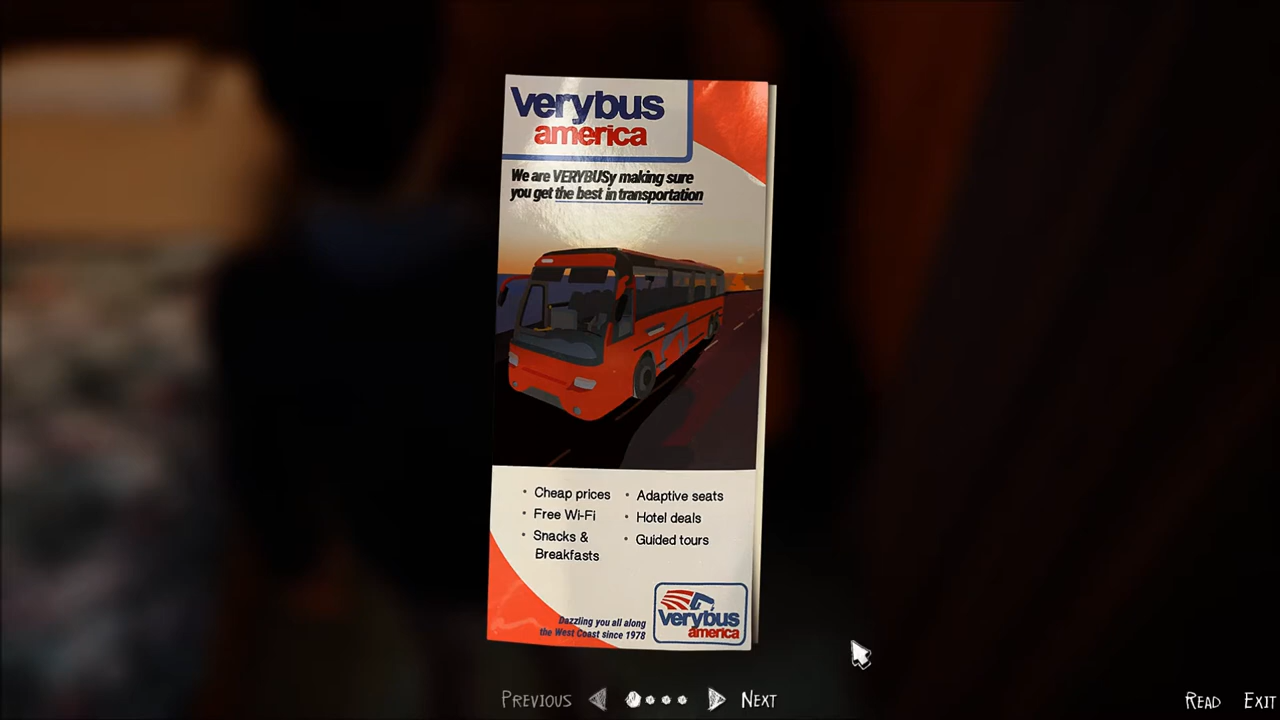 verybus
america
We are VERYBUSy making sure
you get the best in transportation
• Cheap prices
• Free Wi-Fi
• Snacks &
Breakfasts
• Adaptive seats
• Hotel deals
• Guided tours
Dazzling you all along
the West Coast since 1978
verybus
america
PREVIOUS
NEXT
READ
EXIT